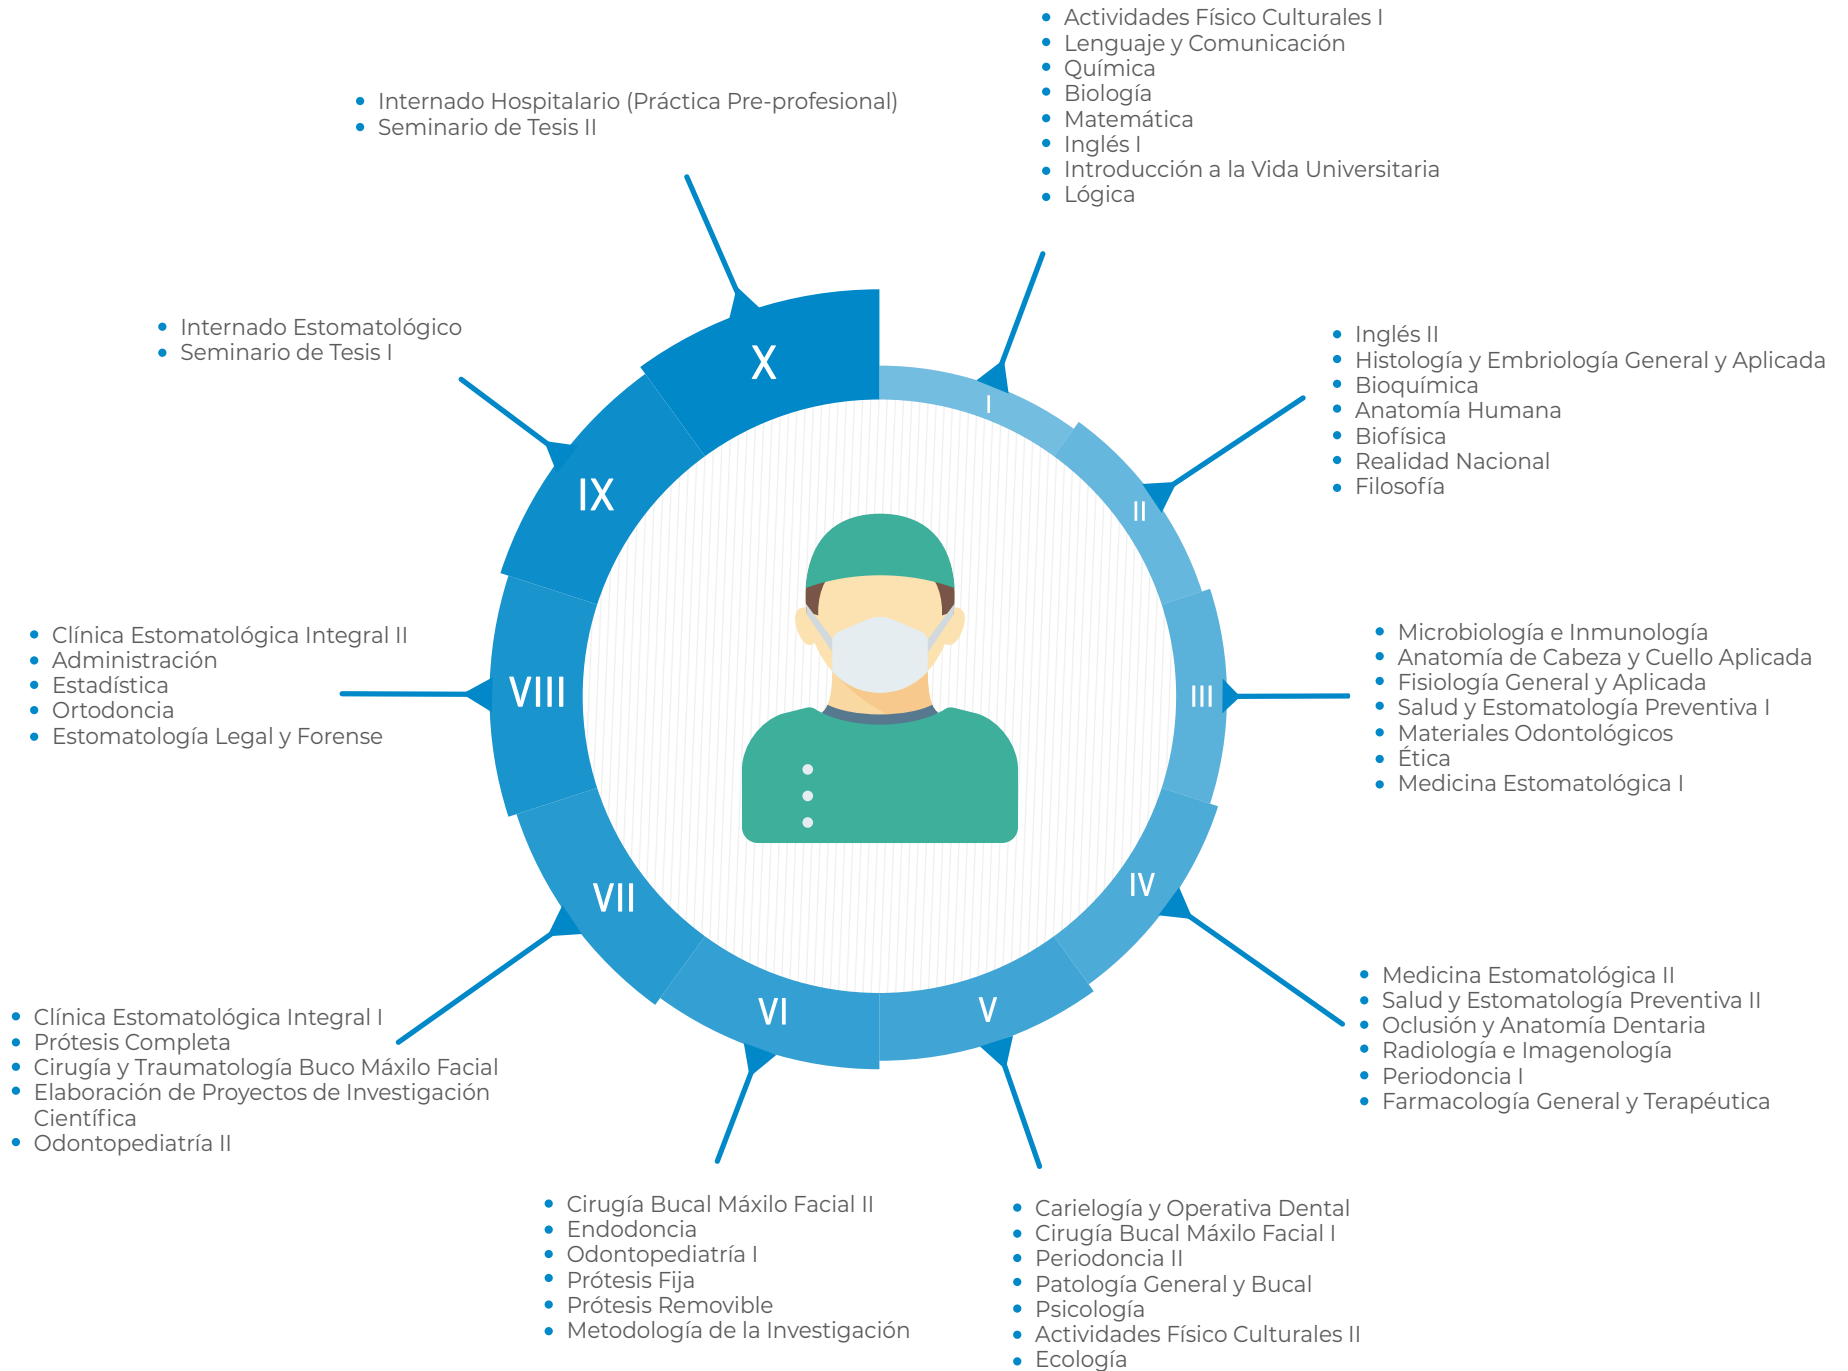 I
Actividades Físico Culturales I
Lenguaje y Comunicación
Química
Biología
Matemática
Inglés I
Introducción a la Vida Universitaria
Lógica
II
Inglés II
Histología y Embriología General y Aplicada
Bioquímica
Anatomía Humana
Biofísica
Realidad Nacional
Filosofía
III
Microbiología e Inmunología
Anatomía de Cabeza y Cuello Aplicada
Fisiología General y Aplicada
Salud y Estomatología Preventiva I
Materiales Odontológicos
Ética
Medicina Estomatológica I
IV
Medicina Estomatológica II
Salud y Estomatología Preventiva II
Oclusión y Anatomía Dentaria
Radiología e Imagenología
Periodoncia I
Farmacología General y Terapéutica
V
Carielogía y Operativa Dental
Cirugía Bucal Máxilo Facial I
Periodoncia II
Patología General y Bucal
Psicología
Actividades Físico Culturales II
Ecología
VI
Cirugía Bucal Máxilo Facial II
Endodoncia
Odontopediatría I
Prótesis Fija
Prótesis Removible
Metodología de la Investigación
VII
Clínica Estomatológica Integral I
Prótesis Completa
Cirugía y Traumatología Buco Máxilo Facial
Elaboración de Proyectos de Investigación
Científica
Odontopediatría II
VIII
Clínica Estomatológica Integral II
Administración
Estadística
Ortodoncia
Estomatología Legal y Forense
IX
Internado Estomatológico
Seminario de Tesis I
X
Internado Hospitalario (Práctica Pre-profesional)
Seminario de Tesis II